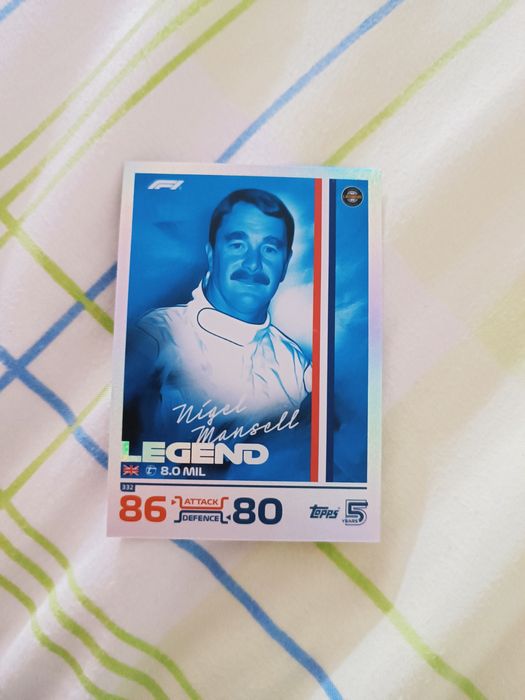 F1
Nigel
Mansell
LEGEND
8.0 MIL
332
86 ATTACK
DEFENCE 80
Topps 5
YEARS